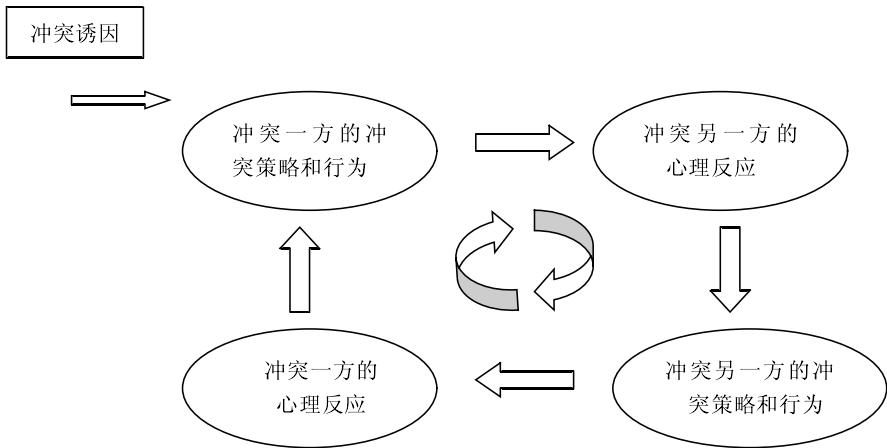 冲突诱因
冲突一方的冲
突策略和行为
冲突另一方的
心理反应
冲突一方的
心理反应
冲突另一方的冲
突策略和行为